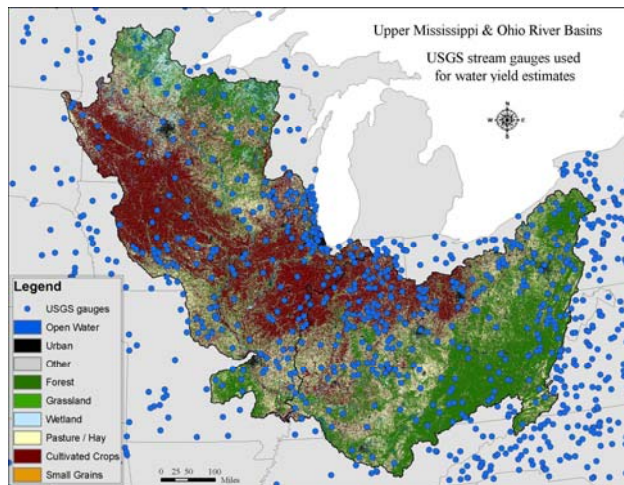 Upper Mississippi & Ohio River Basins
USGS stream gauges used
for water yield estimates
N
W
E
S
Legend
USGS gauges
Open Water
Urban
Other
Forest
Grassland
Wetland
Pasture / Hay
Cultivated Crops
Small Grains
0 25 50 100
Miles